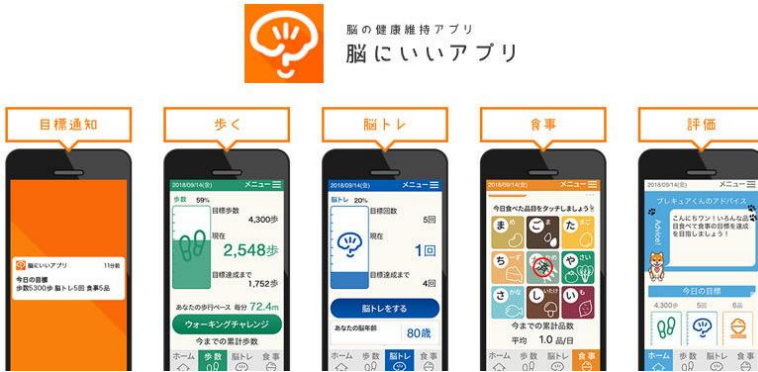 脳の健康維持アプリ
脳にいいアプリ
目標通知
脳にいいアプリ 11分前
今日の目標
歩数5300歩 脳トレ5回 食事5品
歩く
2018/09/14(金) メニュー
歩数 59%
目標歩数
4,300歩
現在
2,548歩
目標達成まで
1,752歩
あなたの歩行ペース 毎分 72.4m
ウォーキングチャレンジ
今までの累計歩数
ホーム 歩数 脳トレ 食事
脳トレ
2018/09/14(金) メニュー
脳トレ 20%
目標回数
5回
現在
1回
目標達成まで
4回
脳トレをする
あなたの脳年齢 80歳
ホーム 歩数 脳トレ 食事
食事
2018/09/14(金) メニュー
今日食べた品目をタッチしましょう
まめ ごま たまご
ちち やさい
さかな しいたけ いも
今までの累計品数
平均 1.0 品/日
ホーム 歩数 脳トレ 食事
評価
2018/09/14(金) メニュー
プレキュアくんのアドバイス
Advice!
こんにちワン！いろんな品
目食べて食事の目標を達成
を目指しましょう！
今日の目標
4,300歩 5回 6品
ホーム 歩数 脳トレ 食事